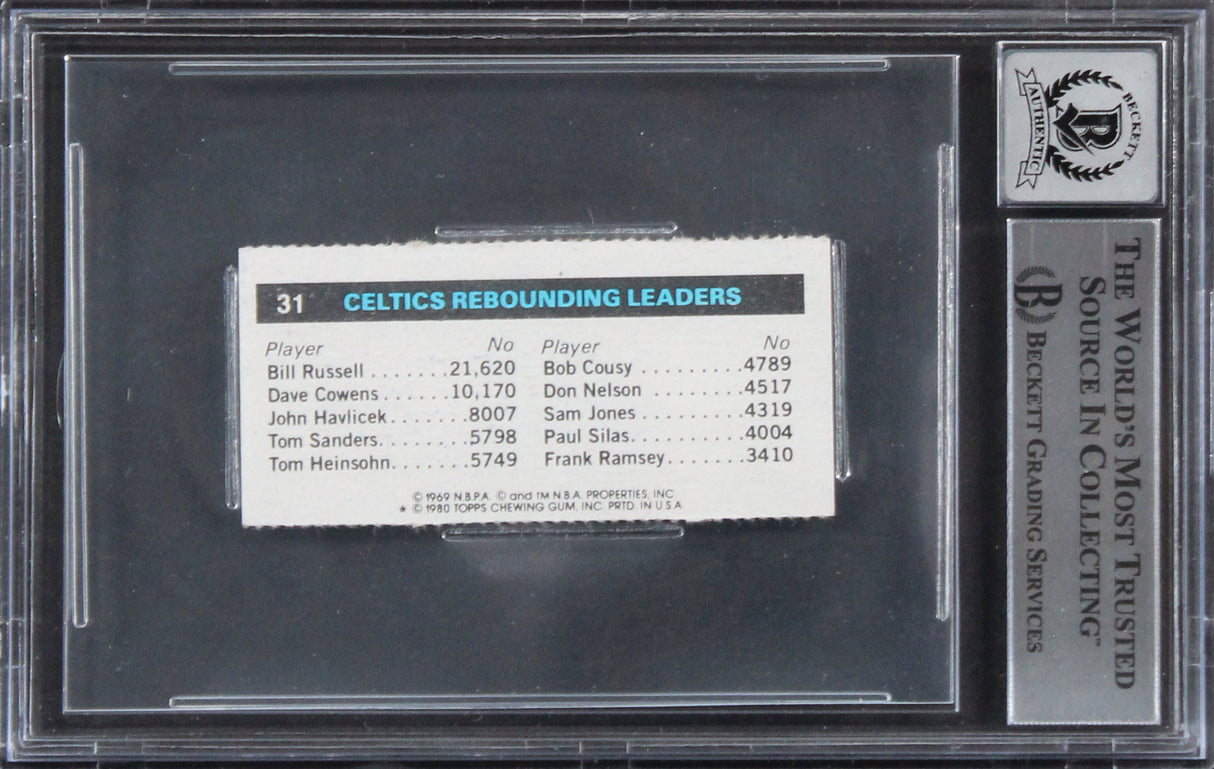 31 CELTICS REBOUNDING LEADERS
Player No Player No
Bill Russell . . . . . . .21,620 Bob Cousy . . . . . . . . .4789
Dave Cowens . . . . . .10,170 Don Nelson . . . . . . . .4517
John Havlicek . . . . . . .8007 Sam Jones . . . . . . . . .4319
Tom Sanders. . . . . . . .5798 Paul Silas. . . . . . . . . .4004
Tom Heinsohn. . . . . . .5749 Frank Ramsey. . . . . . .3410
© 1969 N.B.P.A. © and TM N.B.A. PROPERTIES, INC.
* © 1980 TOPPS CHEWING GUM, INC. PRTD. IN U.S.A.
BECKETT
B
AUTHENTIC
THE WORLD'S MOST TRUSTED
SOURCE IN COLLECTING™
B BECKETT GRADING SERVICES